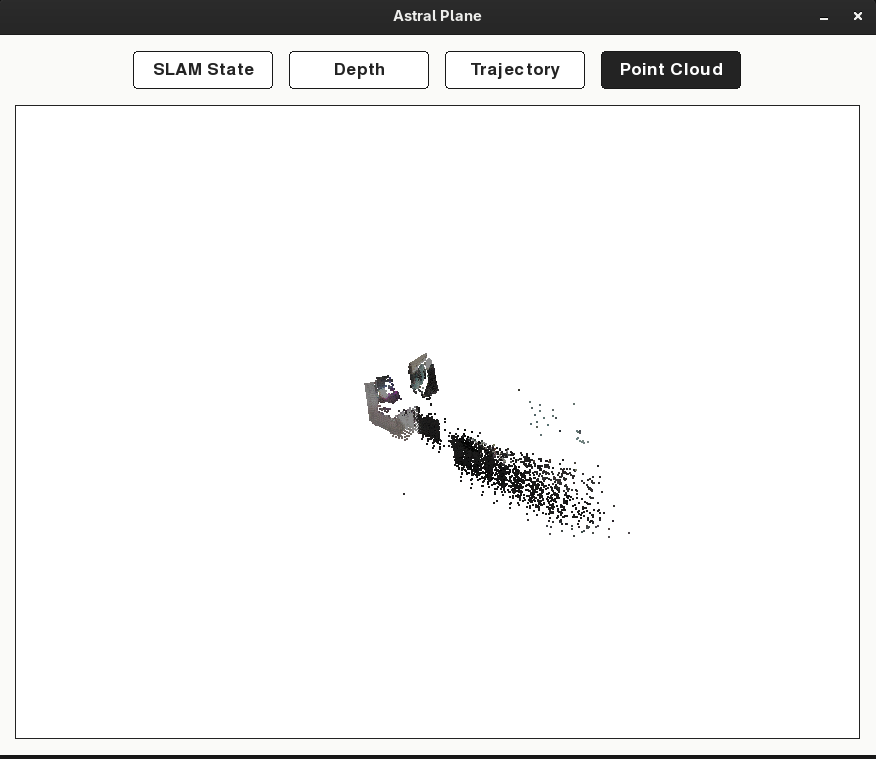 Astral Plane
SLAM State
Depth
Trajectory
Point Cloud